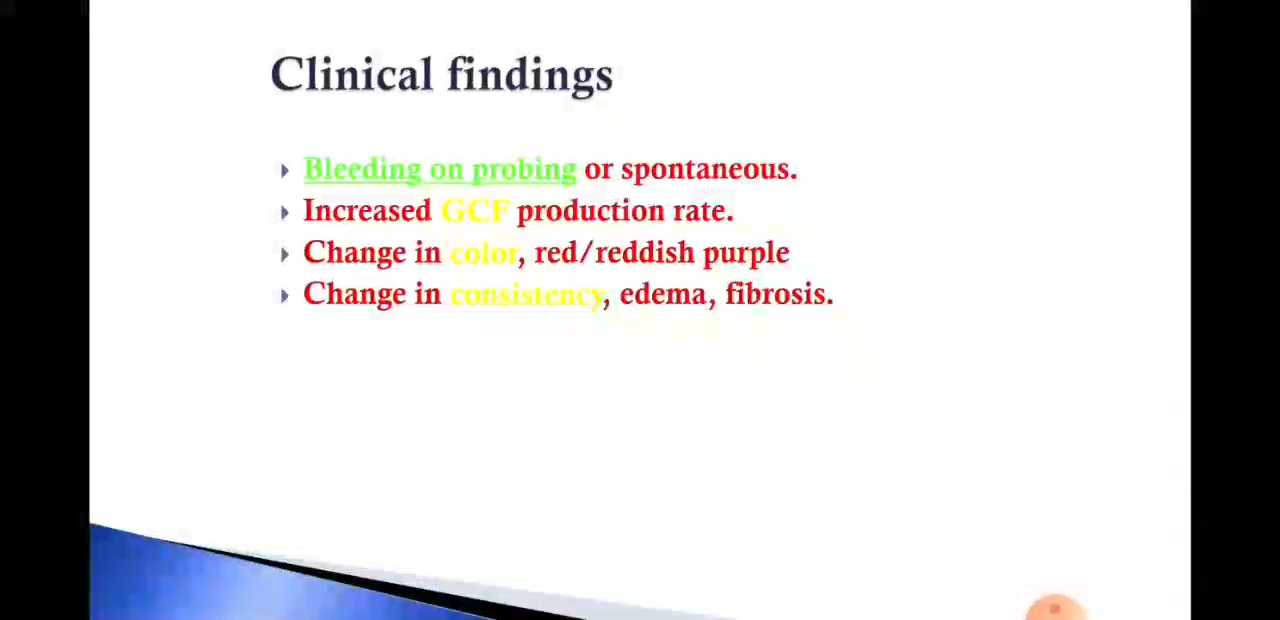 Clinical findings
Bleeding on probing or spontaneous.
Increased GCF production rate.
Change in color, red/reddish purple
Change in consistency, edema, fibrosis.